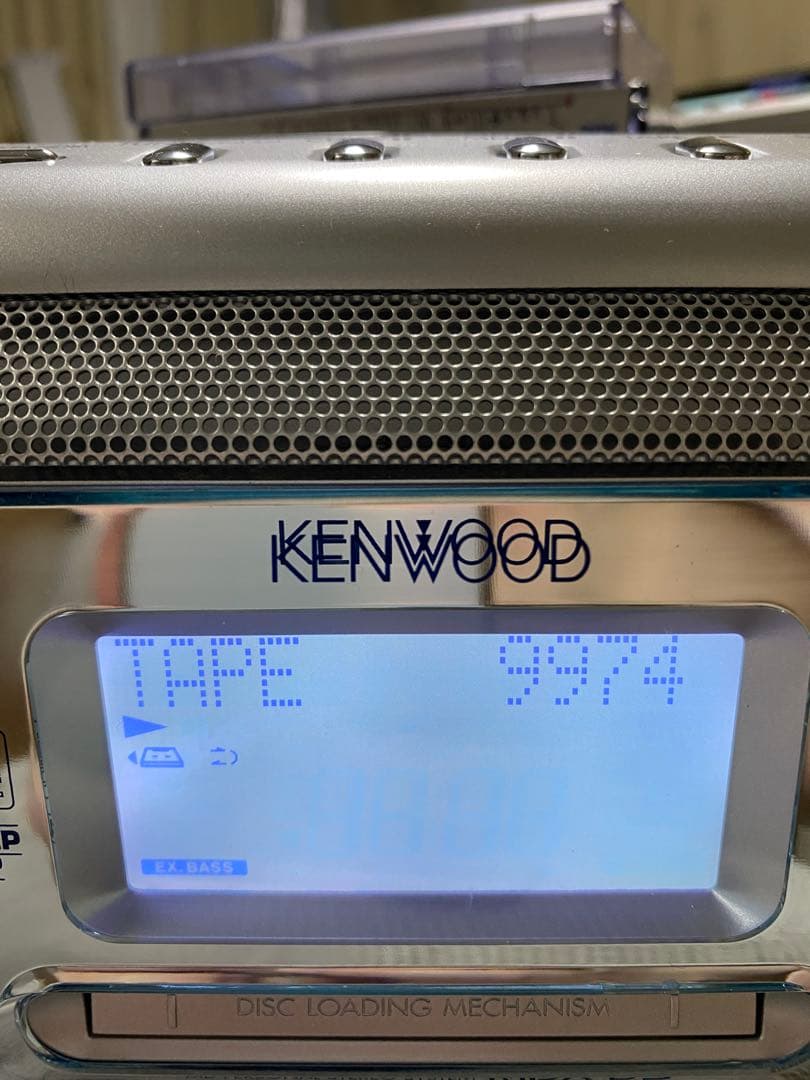 KENWOOD
TAPE 9974
EX. BASS
DISC LOADING MECHANISM